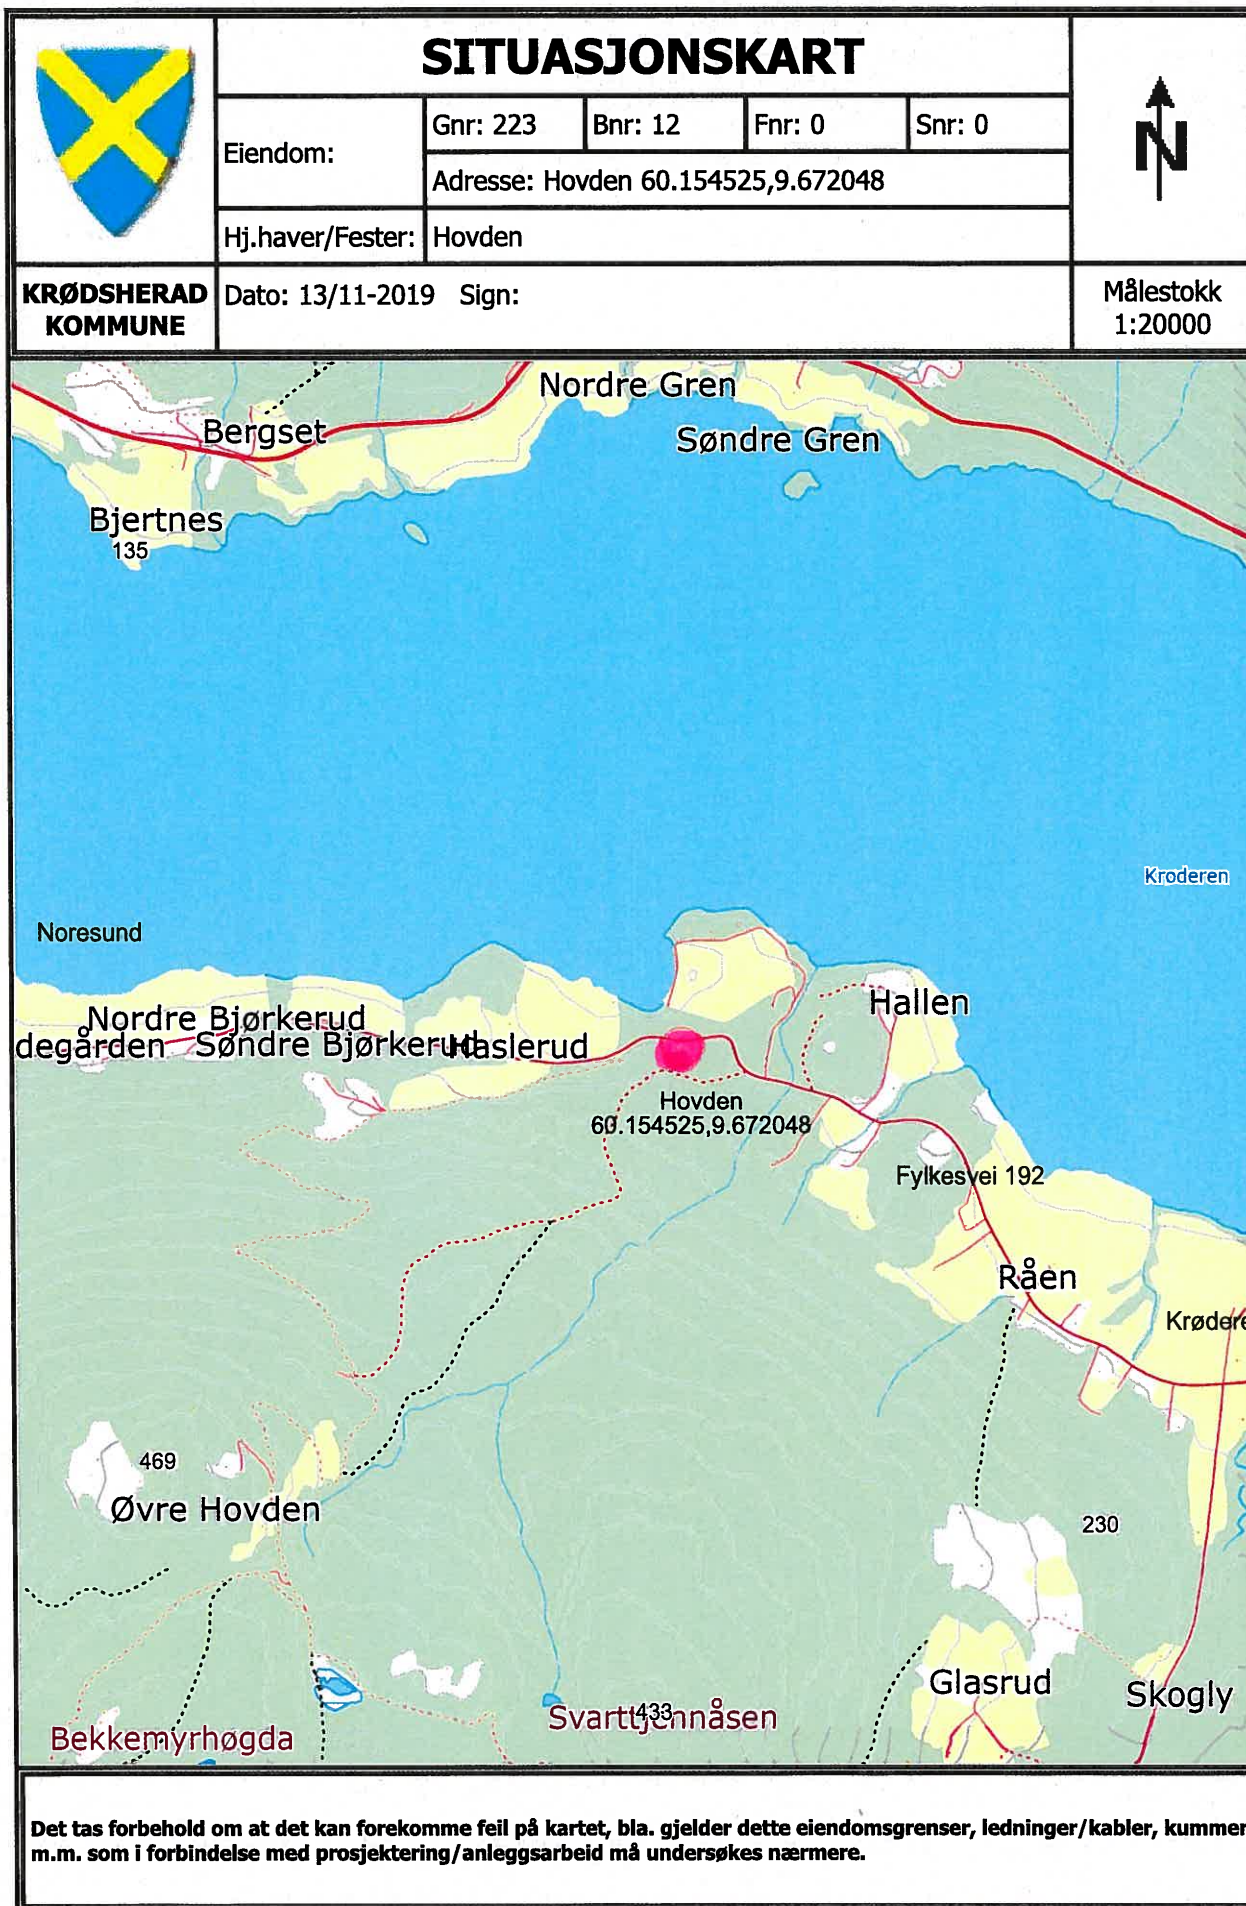 SITUASJONSKART
Eiendom:
Gnr: 223
Bnr: 12
Fnr: 0
Snr: 0
Adresse: Hovden 60.154525,9.672048
Hj.haver/Fester:
Hovden
N
KRØDSHERAD
KOMMUNE
Dato: 13/11-2019 Sign:
Målestokk
1:20000
Nordre Gren
Bergset
Søndre Gren
Bjertnes
135
Kroderen
Noresund
Hallen
Nordre Bjørkerud
degården
Søndre Bjørkerud
Haslerud
Hovden
60.154525,9.672048
Fylkesvei 192
Råen
Krødere
469
Øvre Hovden
230
Glasrud
Skogly
Svarttjennåsen
433
Bekkemyrhøgda
Det tas forbehold om at det kan forekomme feil på kartet, bla. gjelder dette eiendomsgrenser, ledninger/kabler, kummer
m.m. som i forbindelse med prosjektering/anleggsarbeid må undersøkes nærmere.